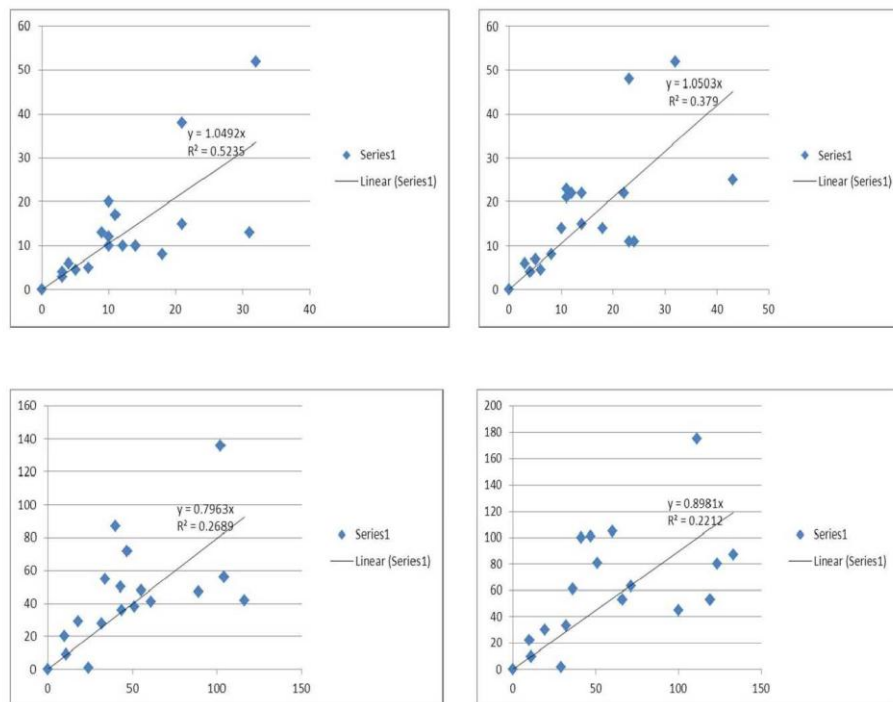 60
50
40
30
20
10
0
0 10 20 30 40
y = 1.0492x
R² = 0.5235
Series1
Linear (Series1)
60
50
40
30
20
10
0
0 10 20 30 40 50
y = 1.0503x
R² = 0.379
Series1
Linear (Series1)
160
140
120
100
80
60
40
20
0
0 50 100 150
y = 0.7963x
R² = 0.2689
Series1
Linear (Series1)
200
180
160
140
120
100
80
60
40
20
0
0 50 100 150
y = 0.8981x
R² = 0.2212
Series1
Linear (Series1)